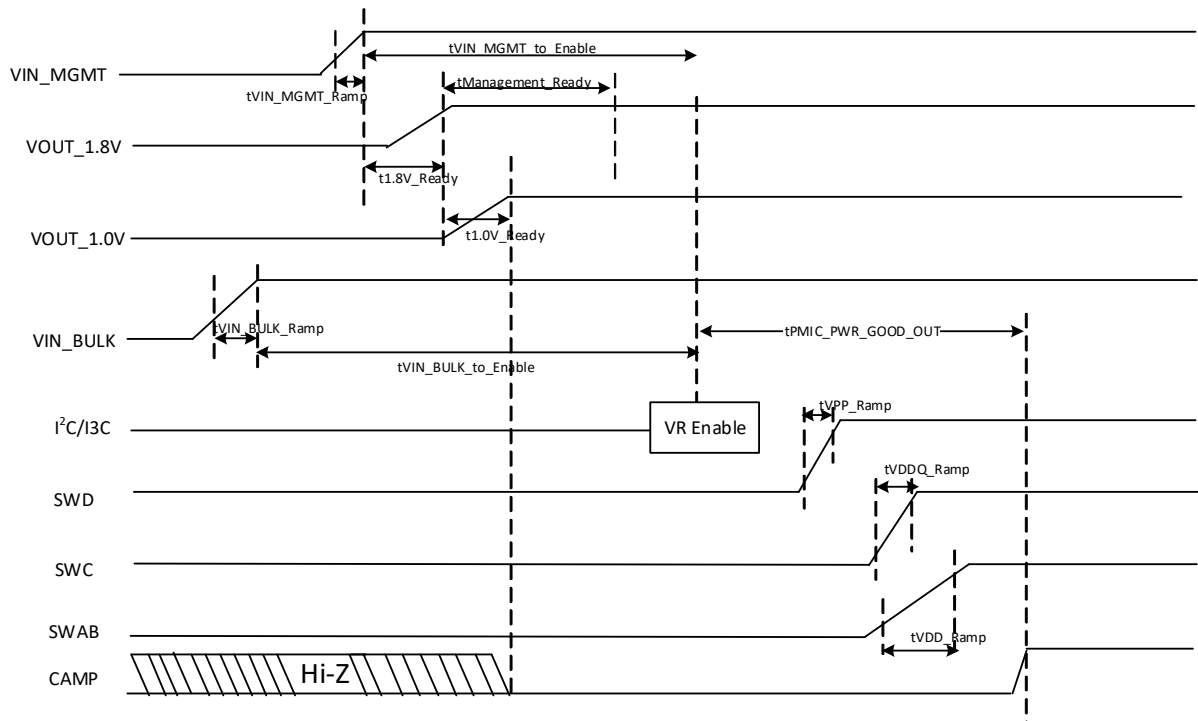 tVIN_MGMT_to_Enable
VIN_MGMT
tVIN_MGMT_Ramp
tManagement_Ready
VOUT_1.8V
t1.8V_Ready
VOUT_1.0V
t1.0V_Ready
tVIN_BULK_Ramp
tPMIC_PWR_GOOD_OUT
VIN_BULK
tVIN_BULK_to_Enable
tVPP_Ramp
I²C/I3C
VR Enable
tVDDQ_Ramp
SWD
SWC
SWAB
tVDD_Ramp
Hi-Z
CAMP